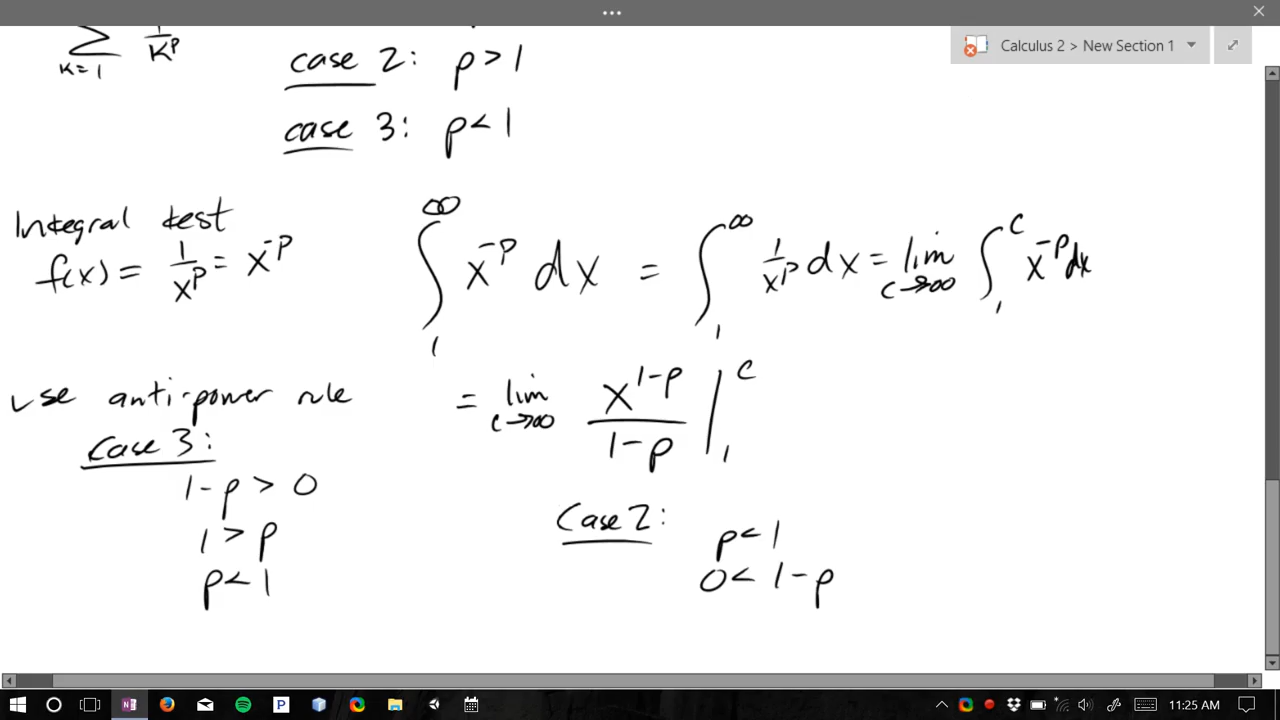 Calculus 2 > New Section 1
∑ 1/K^p
K=1
case 2: p > 1
case 3: p < 1
Integral test
f(x) = 1/x^p = x^-p
∫_1^∞ x^-p dx = ∫_1^∞ 1/x^p dx = lim_{c→∞} ∫_1^c x^-p dx
use anti-power rule
= lim_{c→∞} x^{1-p}/(1-p) |_1^c
Case 3:
1-p > 0
1 > p
p < 1
Case 2:
p < 1
0 < 1-p
11:25 AM